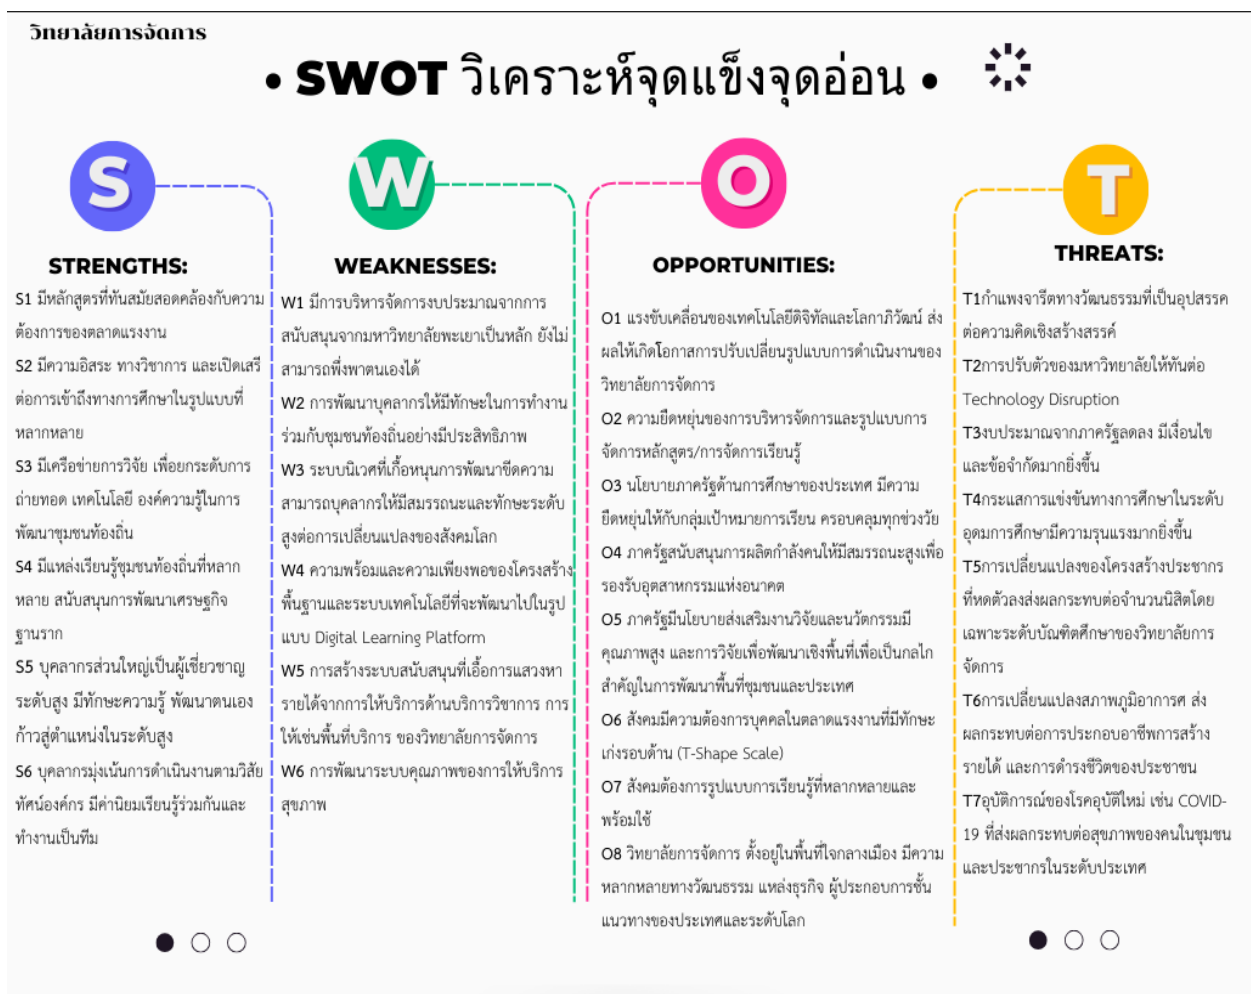 วิทยาลัยการจัดการ
• SWOT วิเคราะห์จุดแข็งจุดอ่อน •
S
STRENGTHS:
S1 มีหลักสูตรที่ทันสมัยสอดคล้องกับความ
ต้องการของตลาดแรงงาน
S2 มีความอิสระ ทางวิชาการ และเปิดเสรี
ต่อการเข้าถึงทางการศึกษาในรูปแบบที่
หลากหลาย
S3 มีเครือข่ายการวิจัย เพื่อยกระดับการ
ถ่ายทอด เทคโนโลยี องค์ความรู้ในการ
พัฒนาชุมชนท้องถิ่น
S4 มีแหล่งเรียนรู้ชุมชนท้องถิ่นที่หลาก
หลาย สนับสนุนการพัฒนาเศรษฐกิจ
ฐานราก
S5 บุคลากรส่วนใหญ่เป็นผู้เชี่ยวชาญ
ระดับสูง มีทักษะความรู้ พัฒนาตนเอง
ก้าวสู่ตำแหน่งในระดับสูง
S6 บุคลากรมุ่งเน้นการดำเนินงานตามวิสัย
ทัศน์องค์กร มีค่านิยมเรียนรู้ร่วมกันและ
ทำงานเป็นทีม
W
WEAKNESSES:
W1 มีการบริหารจัดการงบประมาณจากการ
สนับสนุนจากมหาวิทยาลัยพะเยาเป็นหลัก ยังไม่
สามารถพึ่งพาตนเองได้
W2 การพัฒนาบุคลากรให้มีทักษะในการทำงาน
ร่วมกับชุมชนท้องถิ่นอย่างมีประสิทธิภาพ
W3 ระบบนิเวศที่เกื้อหนุนการพัฒนาขีดความ
สามารถบุคลากรให้มีสมรรถนะและทักษะระดับ
สูงต่อการเปลี่ยนแปลงของสังคมโลก
W4 ความพร้อมและความเพียงพอของโครงสร้าง
พื้นฐานและระบบเทคโนโลยีที่จะพัฒนาไปในรูป
แบบ Digital Learning Platform
W5 การสร้างระบบสนับสนุนที่เอื้อการแสวงหา
รายได้จากการให้บริการด้านบริการวิชาการ การ
ให้เช่นพื้นที่บริการ ของวิทยาลัยการจัดการ
W6 การพัฒนาระบบคุณภาพของการให้บริการ
สุขภาพ
O
OPPORTUNITIES:
O1 แรงขับเคลื่อนของเทคโนโลยีดิจิทัลและโลกาภิวัฒน์ ส่ง
ผลให้เกิดโอกาสการปรับเปลี่ยนรูปแบบการดำเนินงานของ
วิทยาลัยการจัดการ
O2 ความยืดหยุ่นของการบริหารจัดการและรูปแบบการ
จัดการหลักสูตร/การจัดการเรียนรู้
O3 นโยบายภาครัฐด้านการศึกษาของประเทศ มีความ
ยืดหยุ่นให้กับกลุ่มเป้าหมายการเรียน ครอบคลุมทุกช่วงวัย
O4 ภาครัฐสนับสนุนการผลิตกำลังคนให้มีสมรรถนะสูงเพื่อ
รองรับอุตสาหกรรมแห่งอนาคต
O5 ภาครัฐมีนโยบายส่งเสริมงานวิจัยและนวัตกรรมมี
คุณภาพสูง และการวิจัยเพื่อพัฒนาเชิงพื้นที่เพื่อเป็นกลไก
สำคัญในการพัฒนาพื้นที่ชุมชนและประเทศ
O6 สังคมมีความต้องการบุคคลในตลาดแรงงานที่มีทักษะ
เก่งรอบด้าน (T-Shape Scale)
O7 สังคมต้องการรูปแบบการเรียนรู้ที่หลากหลายและ
พร้อมใช้
O8 วิทยาลัยการจัดการ ตั้งอยู่ในพื้นที่ใจกลางเมือง มีความ
หลากหลายทางวัฒนธรรม แหล่งธุรกิจ ผู้ประกอบการชั้น
แนวทางของประเทศและระดับโลก
T
THREATS:
T1กำแพงจารีตทางวัฒนธรรมที่เป็นอุปสรรค
ต่อความคิดเชิงสร้างสรรค์
T2การปรับตัวของมหาวิทยาลัยให้ทันต่อ
Technology Disruption
T3งบประมาณจากภาครัฐลดลง มีเงื่อนไข
และข้อจำกัดมากยิ่งขึ้น
T4กระแสการแข่งขันทางการศึกษาในระดับ
อุดมการศึกษามีความรุนแรงมากยิ่งขึ้น
T5การเปลี่ยนแปลงของโครงสร้างประชากร
ที่หดตัวลงส่งผลกระทบต่อจำนวนนิสิตโดย
เฉพาะระดับบัณฑิตศึกษาของวิทยาลัยการ
จัดการ
T6การเปลี่ยนแปลงสภาพภูมิอาการศ ส่ง
ผลกระทบต่อการประกอบอาชีพการสร้าง
รายได้ และการดำรงชีวิตของประชาชน
T7อุบัติการณ์ของโรคอุบัติใหม่ เช่น COVID-
19 ที่ส่งผลกระทบต่อสุขภาพของคนในชุมชน
และประชากรในระดับประเทศ